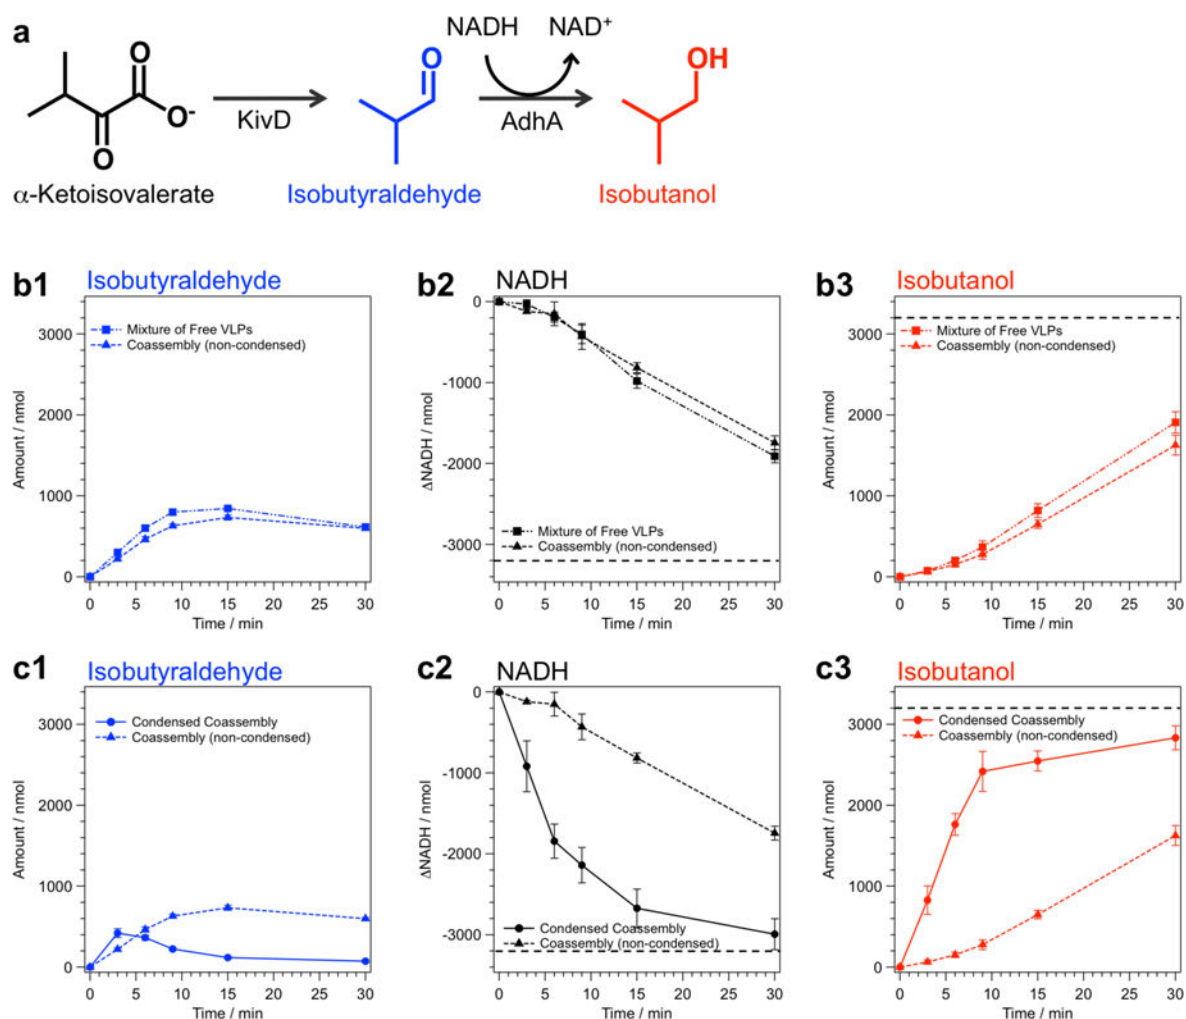 a
NADH
NAD+
O
O
O-
O
KivD
O
AdhA
OH
α-Ketoisovalerate
Isobutyraldehyde
Isobutanol
b1
Isobutyraldehyde
3000
2000
1000
0
Amount / nmol
Mixture of Free VLPs
Coassembly (non-condensed)
0 5 10 15 20 25 30
Time / min
b2
NADH
0
-1000
-2000
-3000
ΔNADH / nmol
Mixture of Free VLPs
Coassembly (non-condensed)
0 5 10 15 20 25 30
Time / min
b3
Isobutanol
3000
2000
1000
0
Amount / nmol
Mixture of Free VLPs
Coassembly (non-condensed)
0 5 10 15 20 25 30
Time / min
c1
Isobutyraldehyde
3000
2000
1000
0
Amount / nmol
Condensed Coassembly
Coassembly (non-condensed)
0 5 10 15 20 25 30
Time / min
c2
NADH
0
-1000
-2000
-3000
ΔNADH / nmol
Condensed Coassembly
Coassembly (non-condensed)
0 5 10 15 20 25 30
Time / min
c3
Isobutanol
3000
2000
1000
0
Amount / nmol
Condensed Coassembly
Coassembly (non-condensed)
0 5 10 15 20 25 30
Time / min